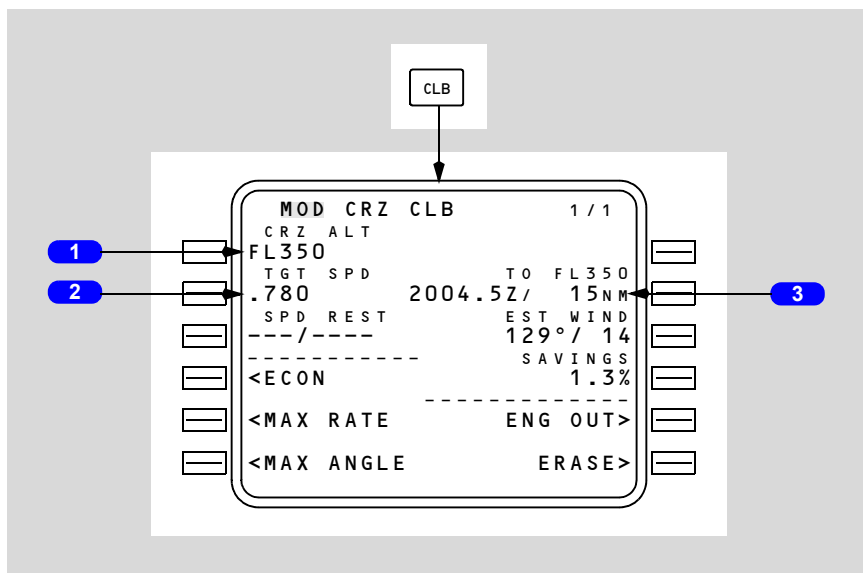 CLB
MOD CRZ CLB 1/1
CRZ ALT
1 FL350
TGT SPD TO FL350
2 .780 2004.5Z/ 15NM 3
SPD REST EST WIND
---/---- 129°/ 14
----------- SAVINGS
<ECON 1.3%
-------------
<MAX RATE ENG OUT>
<MAX ANGLE ERASE>